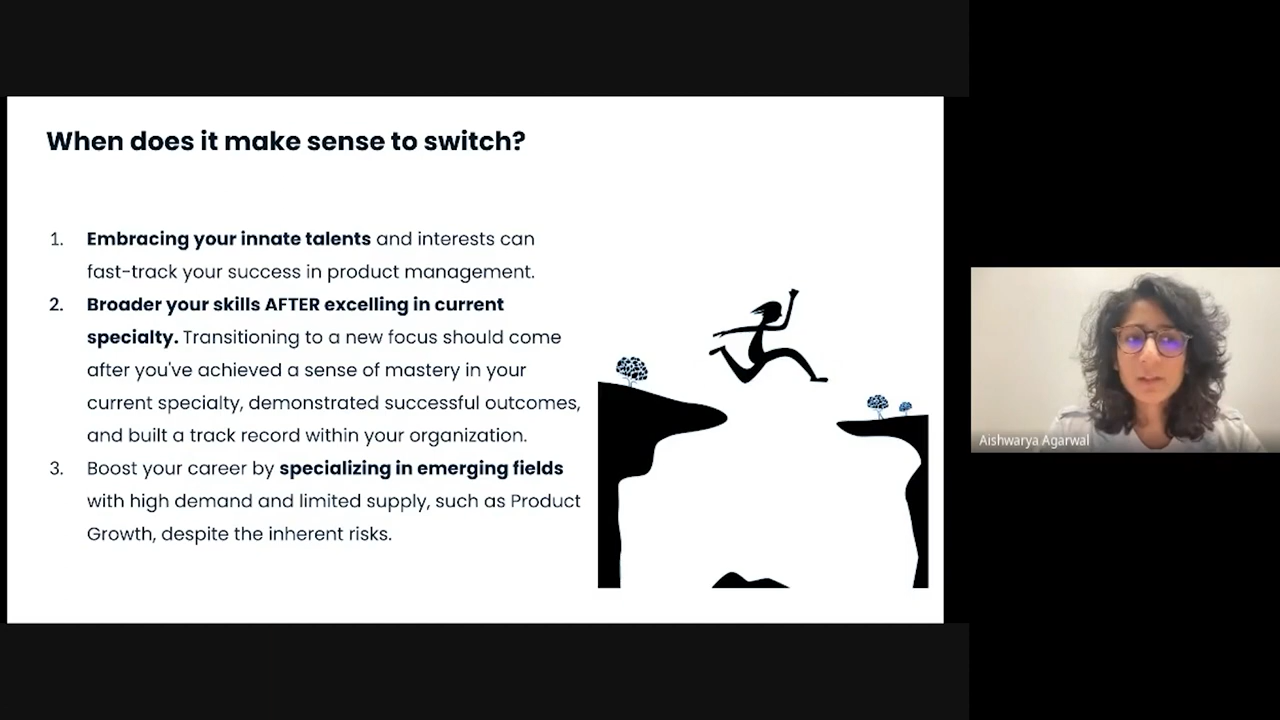 When does it make sense to switch?
1. Embracing your innate talents and interests can
fast-track your success in product management.
2. Broader your skills AFTER excelling in current
specialty. Transitioning to a new focus should come
after you've achieved a sense of mastery in your
current specialty, demonstrated successful outcomes,
and built a track record within your organization.
3. Boost your career by specializing in emerging fields
with high demand and limited supply, such as Product
Growth, despite the inherent risks.
Aishwarya Agarwal